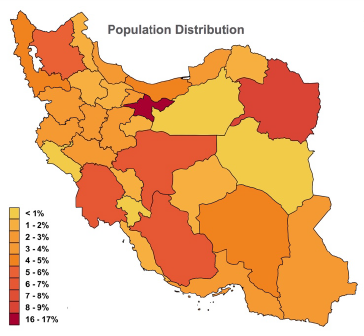 Population Distribution
< 1%
1 - 2%
2 - 3%
3 - 4%
4 - 5%
5 - 6%
6 - 7%
7 - 8%
8 - 9%
16 - 17%